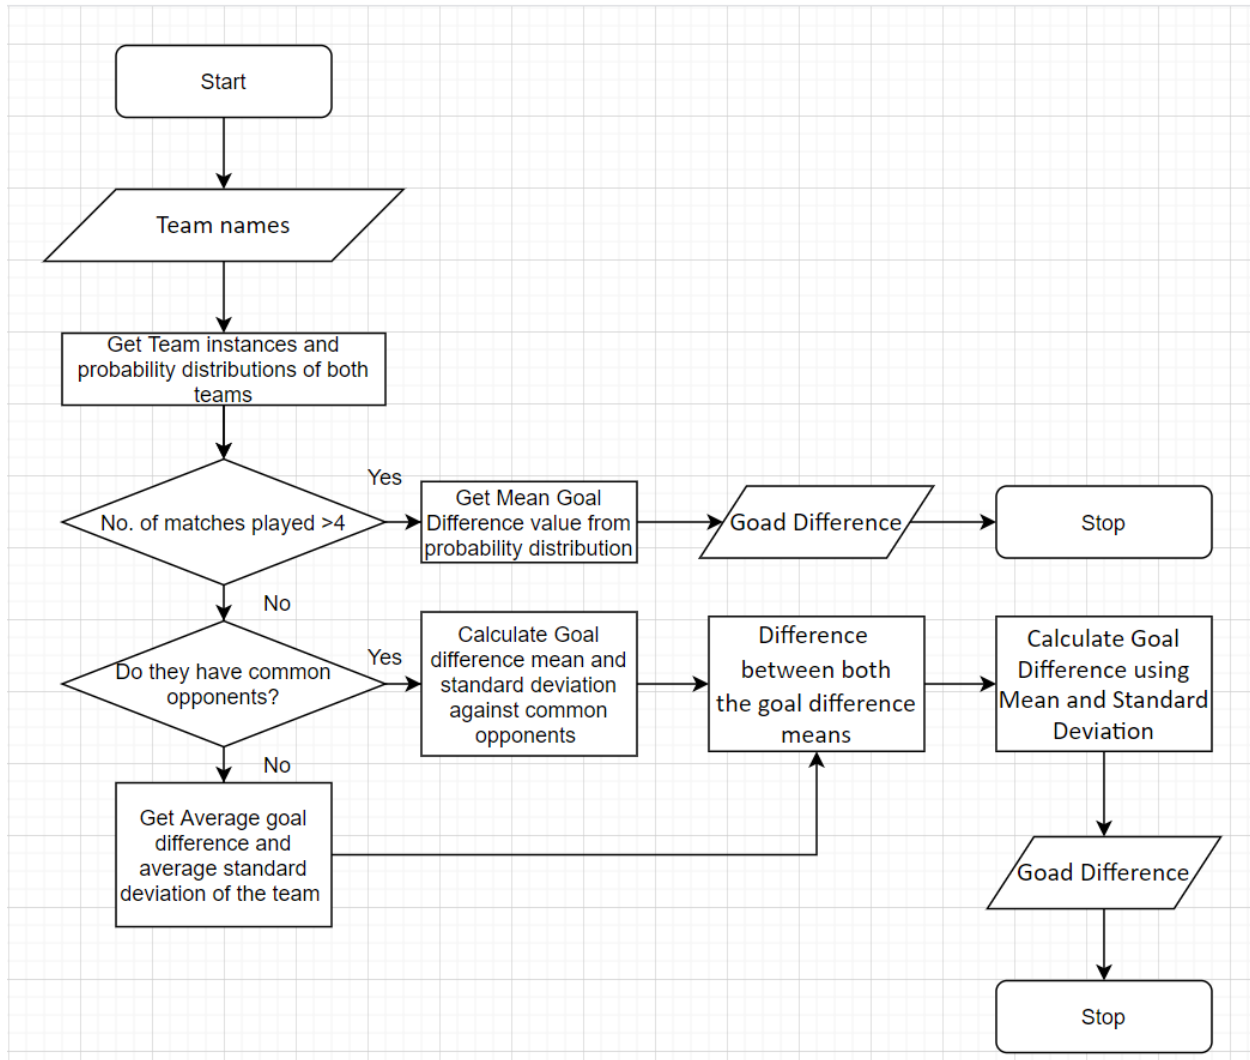 Start
Team names
Get Team instances and
probability distributions of both
teams
No. of matches played >4
Yes
Get Mean Goal
Difference value from
probability distribution
Goad Difference
Stop
No
Do they have common
opponents?
Yes
Calculate Goal
difference mean and
standard deviation
against common
opponents
Difference
between both
the goal difference
means
Calculate Goal
Difference using
Mean and Standard
Deviation
No
Get Average goal
difference and
average standard
deviation of the team
Goad Difference
Stop